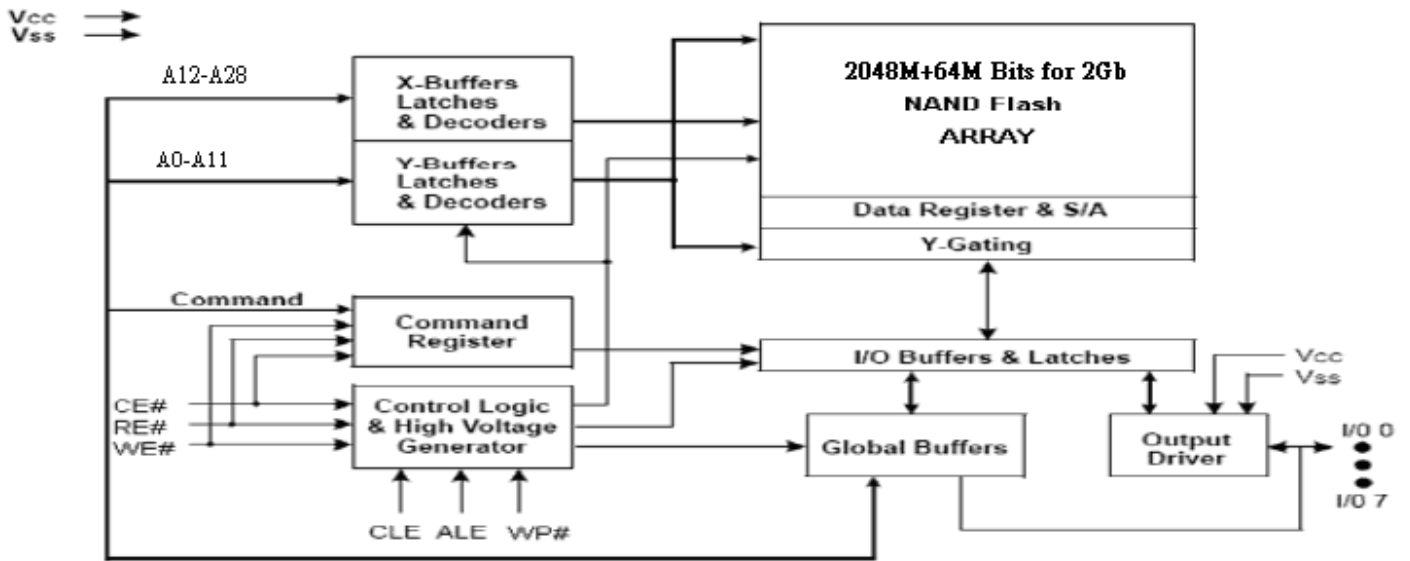 Vcc
Vss
A12-A28
X-Buffers
Latches
& Decoders
A0-A11
Y-Buffers
Latches
& Decoders
2048M+64M Bits for 2Gb
NAND Flash
ARRAY
Data Register & S/A
Y-Gating
Command
Command
Register
I/O Buffers & Latches
Vcc
Vss
CE#
RE#
WE#
Control Logic
& High Voltage
Generator
Global Buffers
Output
Driver
I/0 0
I/0 7
CLE ALE WP#